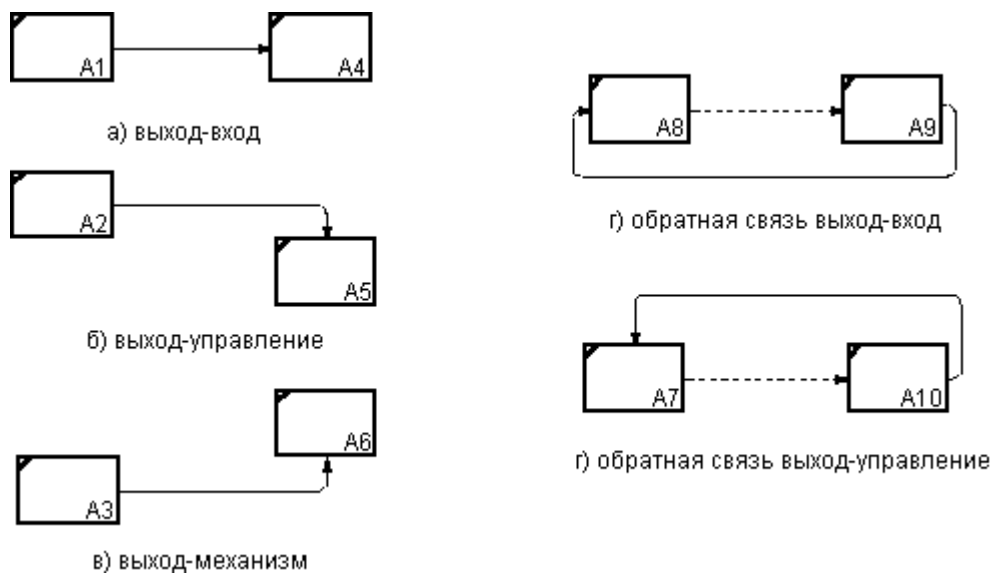 A1
A4
а) выход-вход
A2
A5
б) выход-управление
A6
A3
в) выход-механизм
A8
A9
г) обратная связь выход-вход
A7
A10
г) обратная связь выход-управление